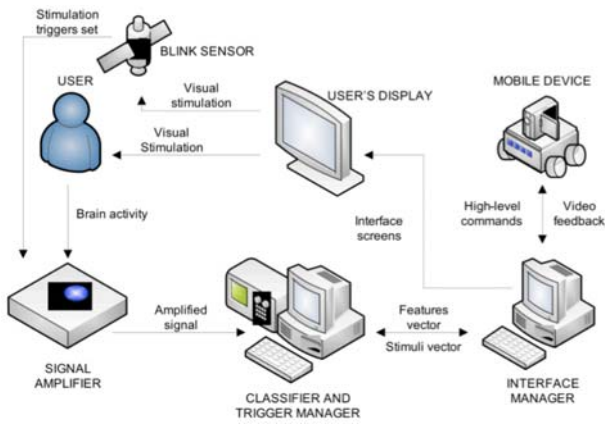 Stimulation
triggers set
BLINK SENSOR
USER
Visual
stimulation
USER'S DISPLAY
MOBILE DEVICE
Visual
Stimulation
Brain activity
Interface
screens
High-level
commands
Video
feedback
Amplified
signal
Features
vector
Stimuli vector
SIGNAL
AMPLIFIER
CLASSIFIER AND
TRIGGER MANAGER
INTERFACE
MANAGER